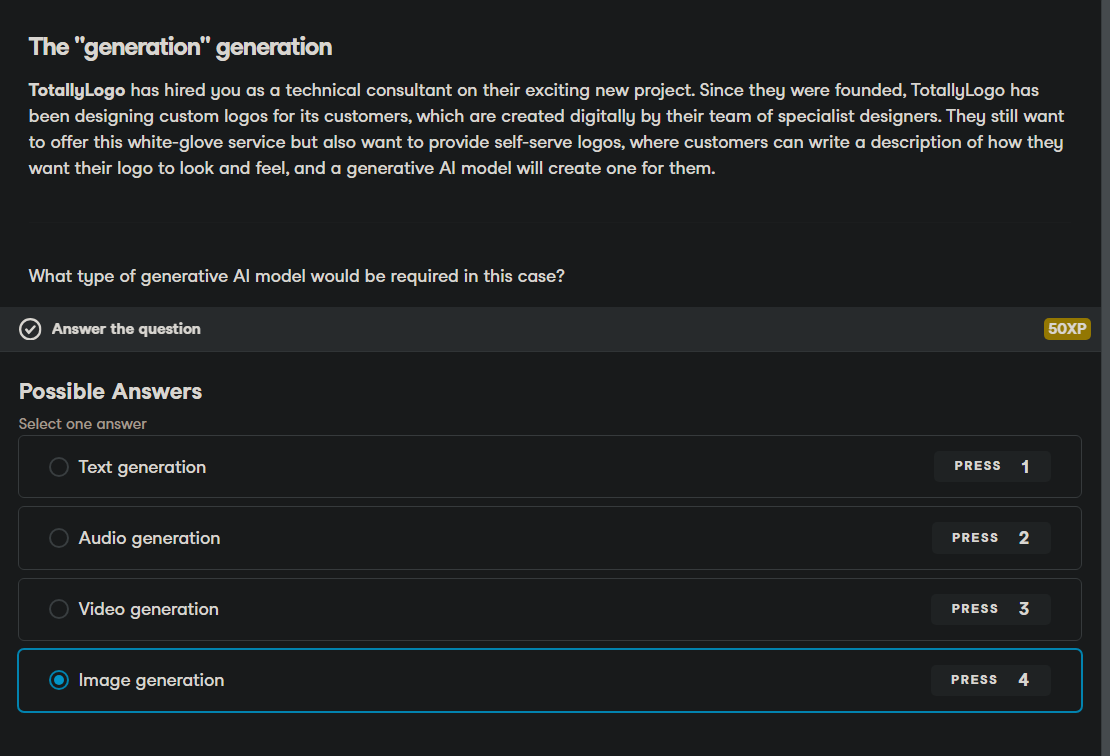 The "generation" generation
TotallyLogo has hired you as a technical consultant on their exciting new project. Since they were founded, TotallyLogo has
been designing custom logos for its customers, which are created digitally by their team of specialist designers. They still want
to offer this white-glove service but also want to provide self-serve logos, where customers can write a description of how they
want their logo to look and feel, and a generative AI model will create one for them.
What type of generative AI model would be required in this case?
Answer the question
50XP
Possible Answers
Select one answer
Text generation
PRESS 1
Audio generation
PRESS 2
Video generation
PRESS 3
Image generation
PRESS 4